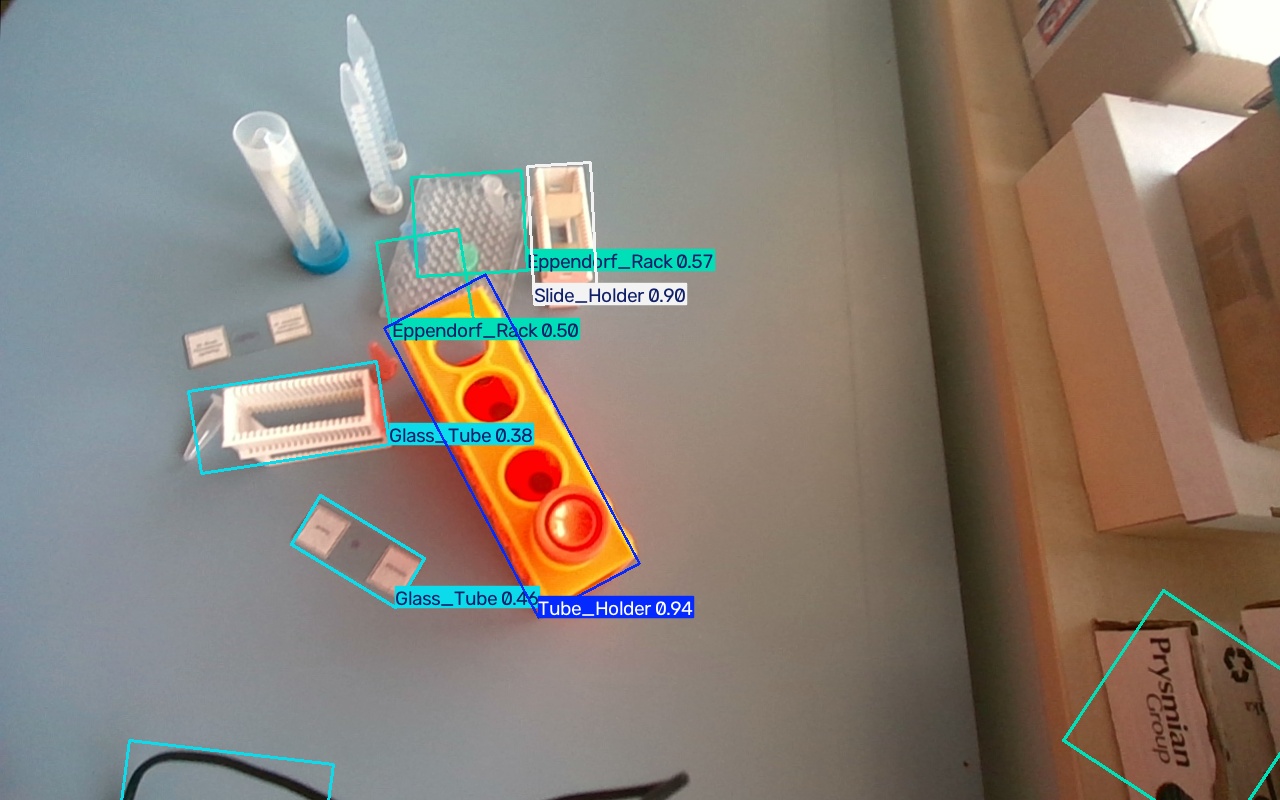 Eppendorf_Rack 0.57
Slide_Holder 0.90
Eppendorf_Rack 0.50
Glass_Tube 0.38
Glass_Tube 0.46
Tube_Holder 0.94
Prysmian
Group